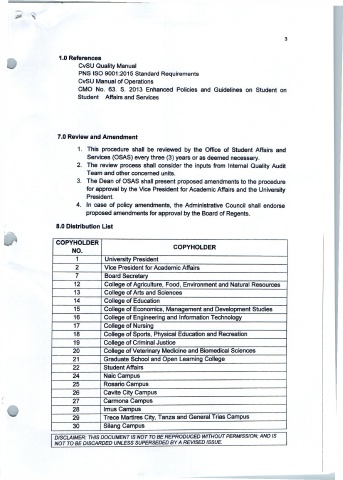 3
1.0 References
CvSU Quality Manual
PNS ISO 9001:2015 Standard Requirements
CvSU Manual of Operations
CMO No. 63. S. 2013 Enhanced Policies and Guidelines on Student on
Student Affairs and Services
7.0 Review and Amendment
1. This procedure shall be reviewed by the Office of Student Affairs and
Services (OSAS) every three (3) years or as deemed necessary.
2. The review process shall consider the inputs from Internal Quality Audit
Team and other concerned units.
3. The Dean of OSAS shall present proposed amendments to the procedure
for approval by the Vice President for Academic Affairs and the University
President.
4. In case of policy amendments, the Administrative Council shall endorse
proposed amendments for approval by the Board of Regents.
8.0 Distribution List
COPYHOLDER NO. COPYHOLDER
1 University President
2 Vice President for Academic Affairs
7 Board Secretary
12 College of Agriculture, Food, Environment and Natural Resources
13 College of Arts and Sciences
14 College of Education
15 College of Economics, Management and Development Studies
16 College of Engineering and Information Technology
17 College of Nursing
18 College of Sports, Physical Education and Recreation
19 College of Criminal Justice
20 College of Veterinary Medicine and Biomedical Sciences
21 Graduate School and Open Learning College
22 Student Affairs
24 Naic Campus
25 Rosario Campus
26 Cavite City Campus
27 Carmona Campus
28 Imus Campus
29 Trece Martires City, Tanza and General Trias Campus
30 Silang Campus
DISCLAIMER: THIS DOCUMENT IS NOT TO BE REPRODUCED WITHOUT PERMISSION; AND IS
NOT TO BE DISCARDED UNLESS SUPERSEDED BY A REVISED ISSUE.